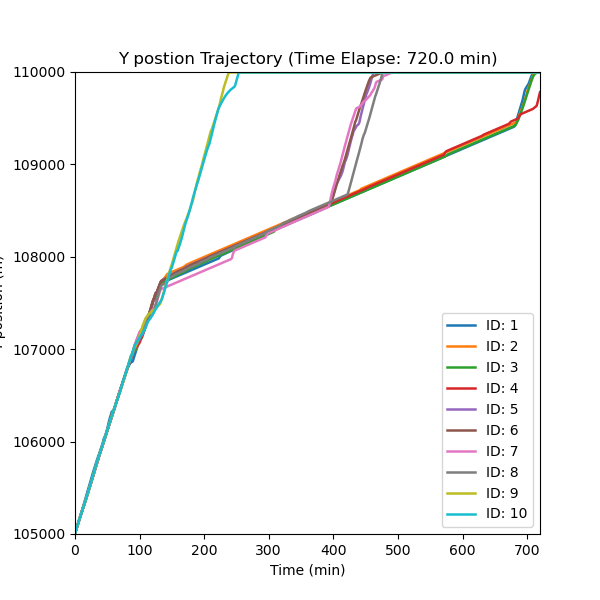 Y postion Trajectory (Time Elapse: 720.0 min)
110000
109000
108000
107000
106000
105000
position
0 100 200 300 400 500 600 700
Time (min)
ID: 1
ID: 2
ID: 3
ID: 4
ID: 5
ID: 6
ID: 7
ID: 8
ID: 9
ID: 10